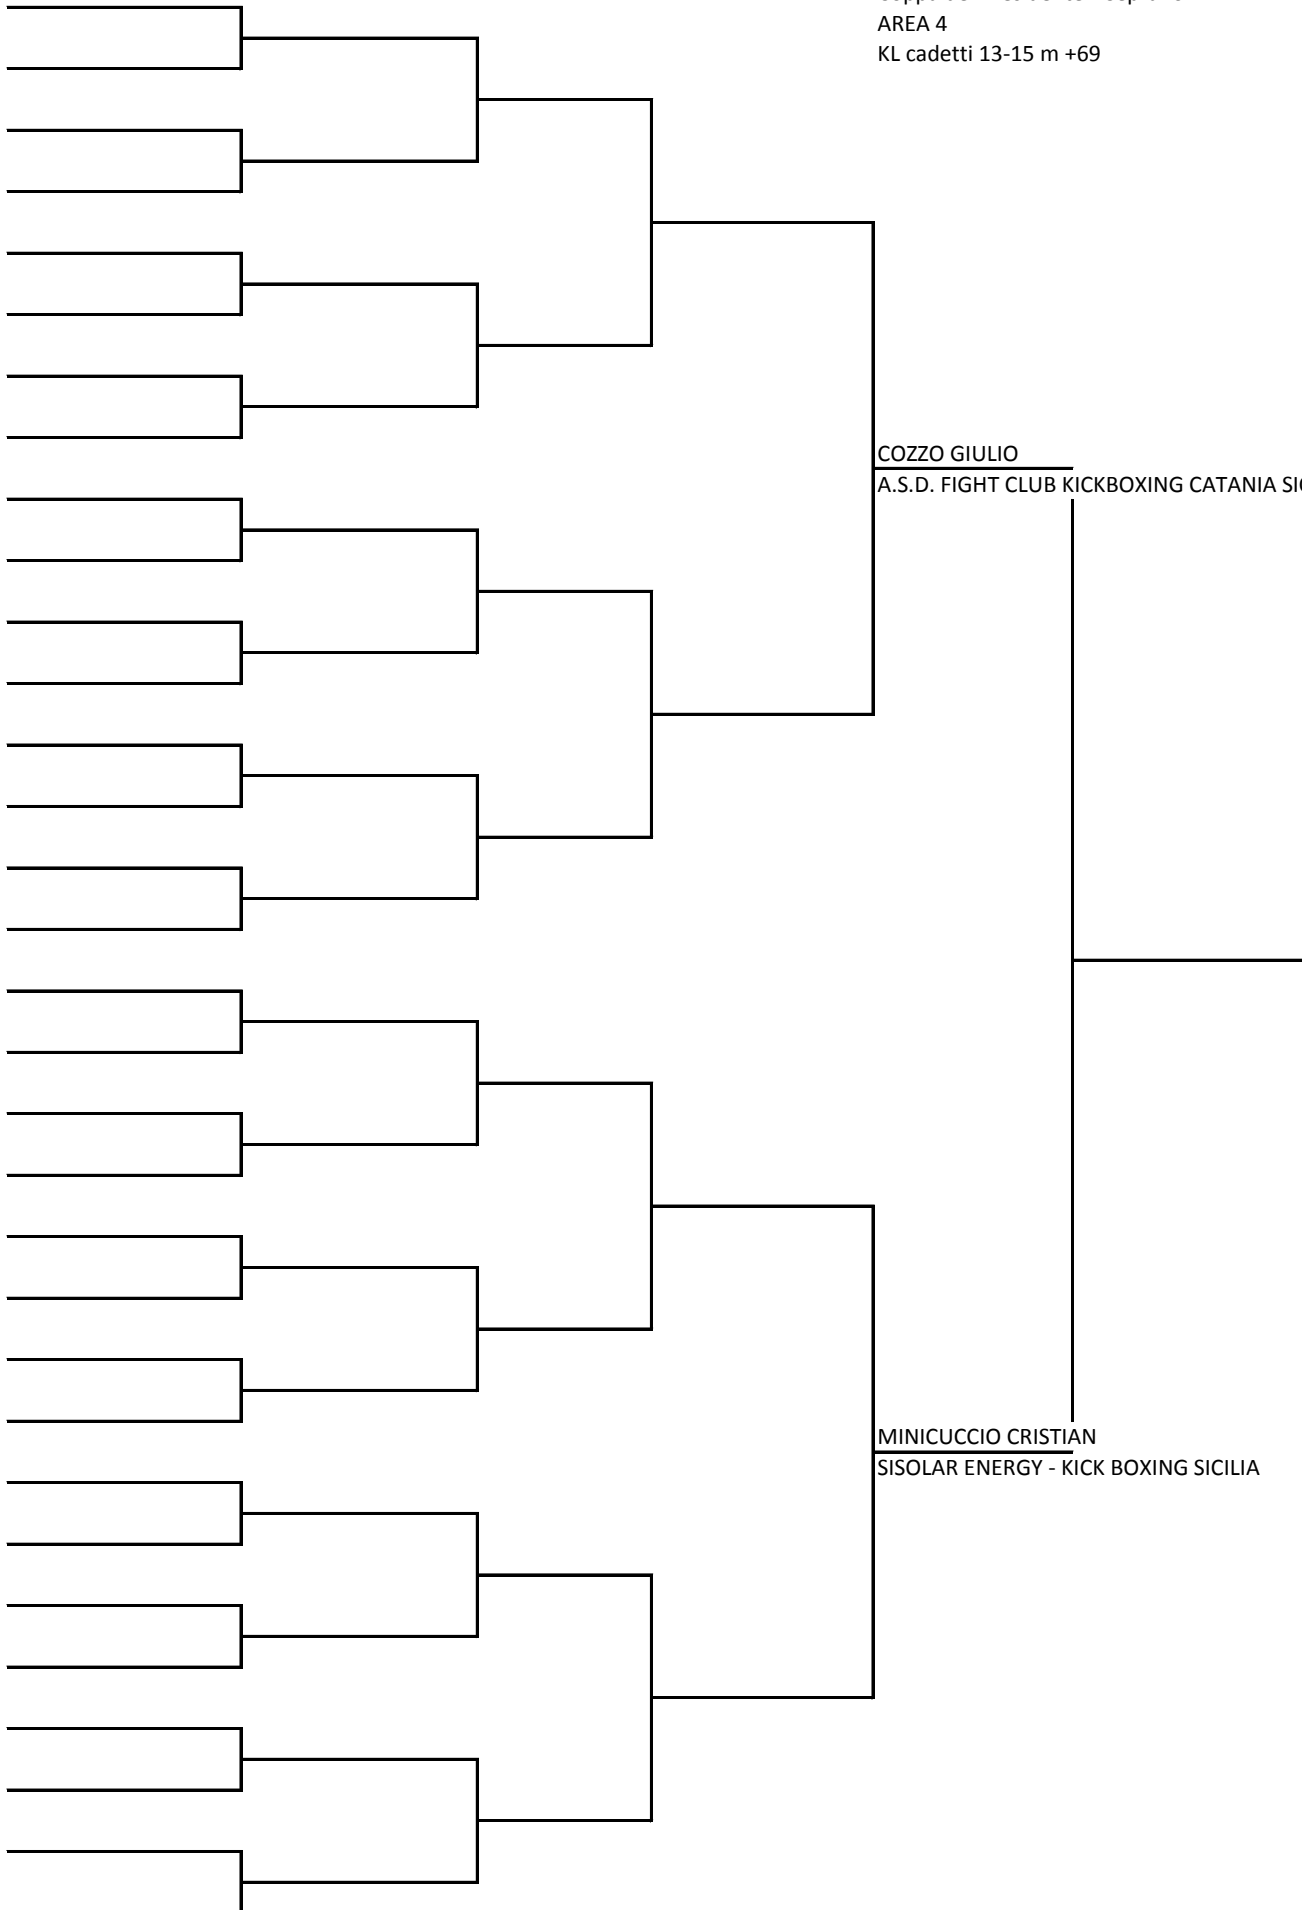 AREA 4
KL cadetti 13-15 m +69
COZZO GIULIO
A.S.D. FIGHT CLUB KICKBOXING CATANIA
MINICUCCIO CRISTIAN
SISOLAR ENERGY - KICK BOXING SICILIA